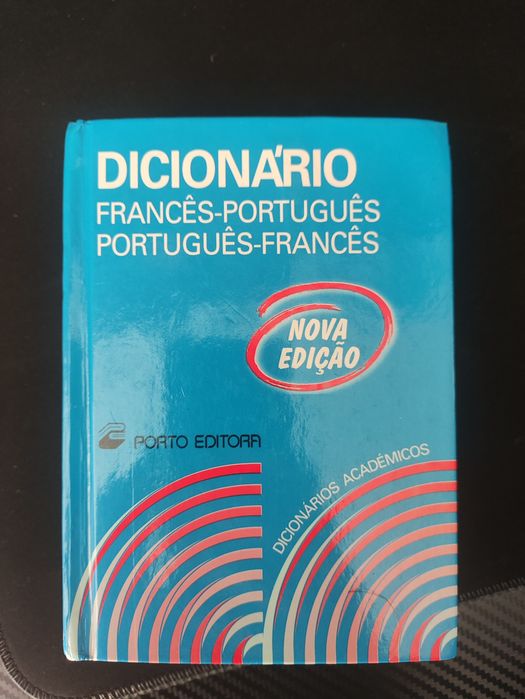 DICIONÁRIO
FRANCÊS-PORTUGUÊS
PORTUGUÊS-FRANCÊS
NOVA
EDIÇÃO
PORTO EDITORA
DICIONÁRIOS ACADÉMICOS